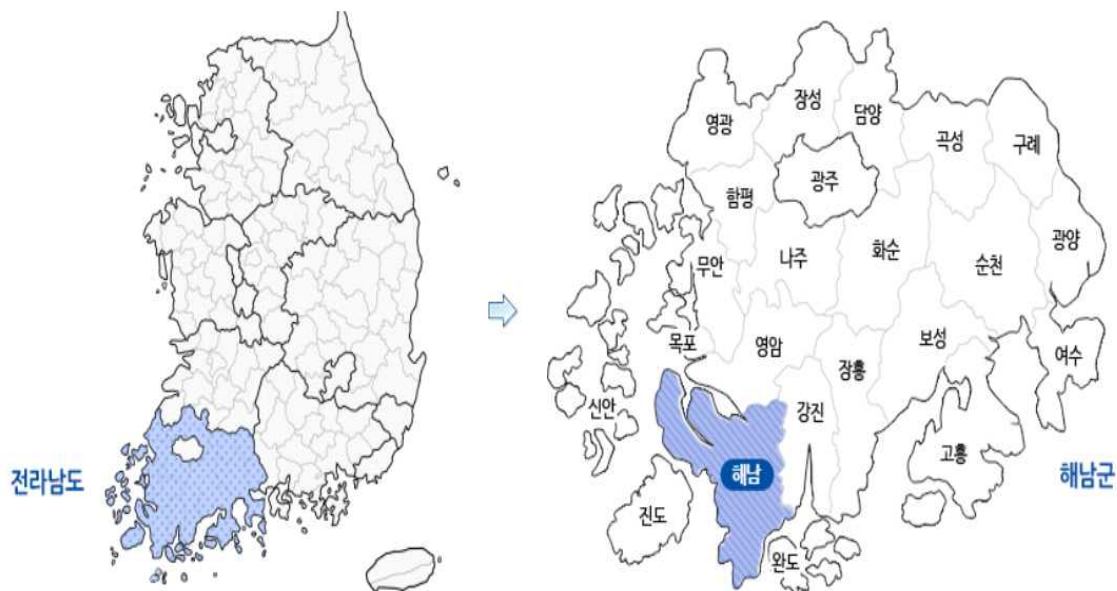 전라남도
장성
담양
영광
곡성
구례
광주
함평
광양
무안
나주
화순
순천
목포
영암
보성
여수
장흥
신안
강진
고흥
해남
해남군
진도
완도